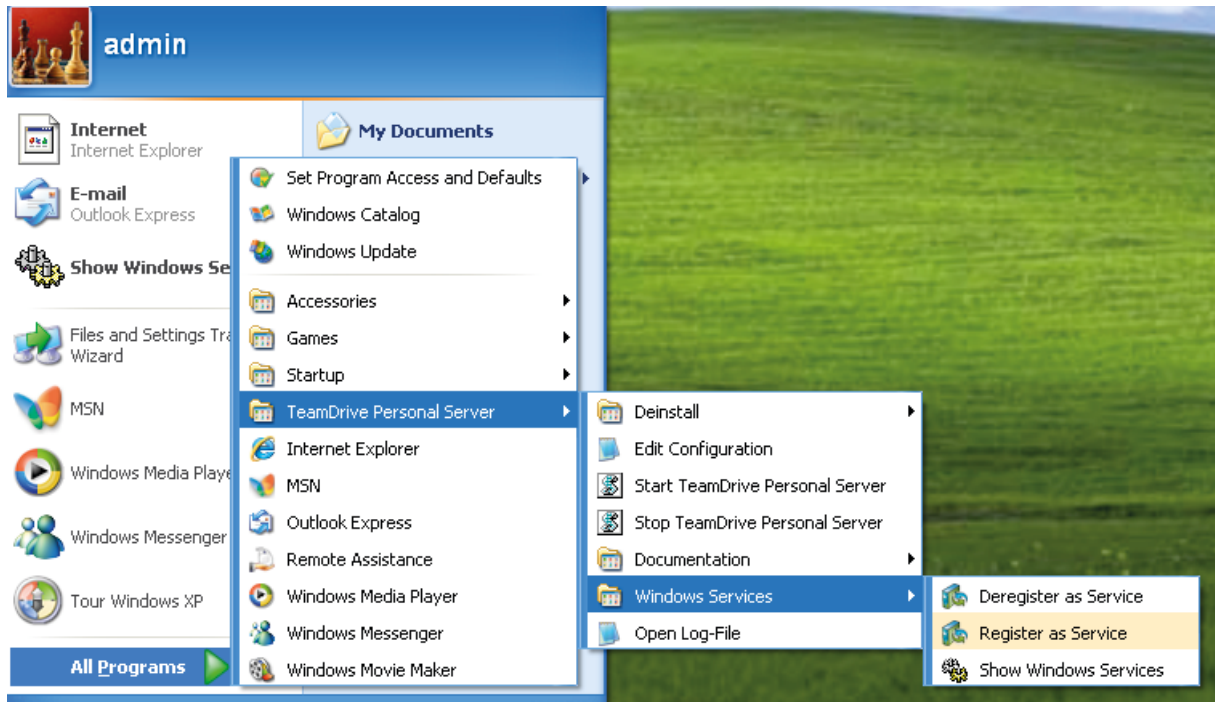 admin
Internet
Internet Explorer
E-mail
Outlook Express
Show Windows Se
Files and Settings Tra
Wizard
MSN
Windows Media Playe
Windows Messenger
Tour Windows XP
All Programs
My Documents
Set Program Access and Defaults
Windows Catalog
Windows Update
Accessories
Games
Startup
TeamDrive Personal Server
Internet Explorer
MSN
Outlook Express
Remote Assistance
Windows Media Player
Windows Messenger
Windows Movie Maker
Deinstall
Edit Configuration
Start TeamDrive Personal Server
Stop TeamDrive Personal Server
Documentation
Windows Services
Open Log-File
Deregister as Service
Register as Service
Show Windows Services